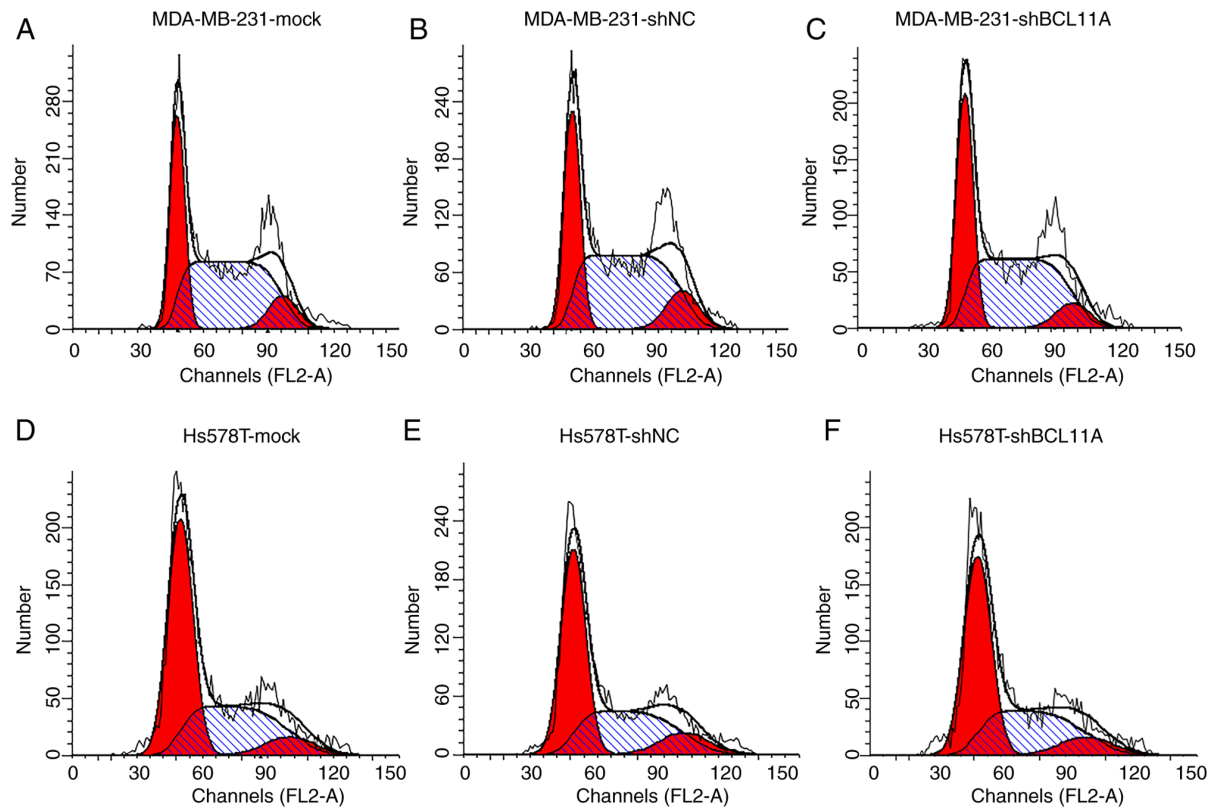 A MDA-MB-231-mock
B MDA-MB-231-shNC
C MDA-MB-231-shBCL11A
Number
280
210
140
70
0
0 30 60 90 120 150
Channels (FL2-A)
Number
240
180
120
60
0
0 30 60 90 120 150
Channels (FL2-A)
Number
200
150
100
50
0
0 30 60 90 120 150
Channels (FL2-A)
D Hs578T-mock
E Hs578T-shNC
F Hs578T-shBCL11A
Number
200
150
100
50
0
0 30 60 90 120 150
Channels (FL2-A)
Number
240
180
120
60
0
0 30 60 90 120 150
Channels (FL2-A)
Number
200
150
100
50
0
0 30 60 90 120 150
Channels (FL2-A)